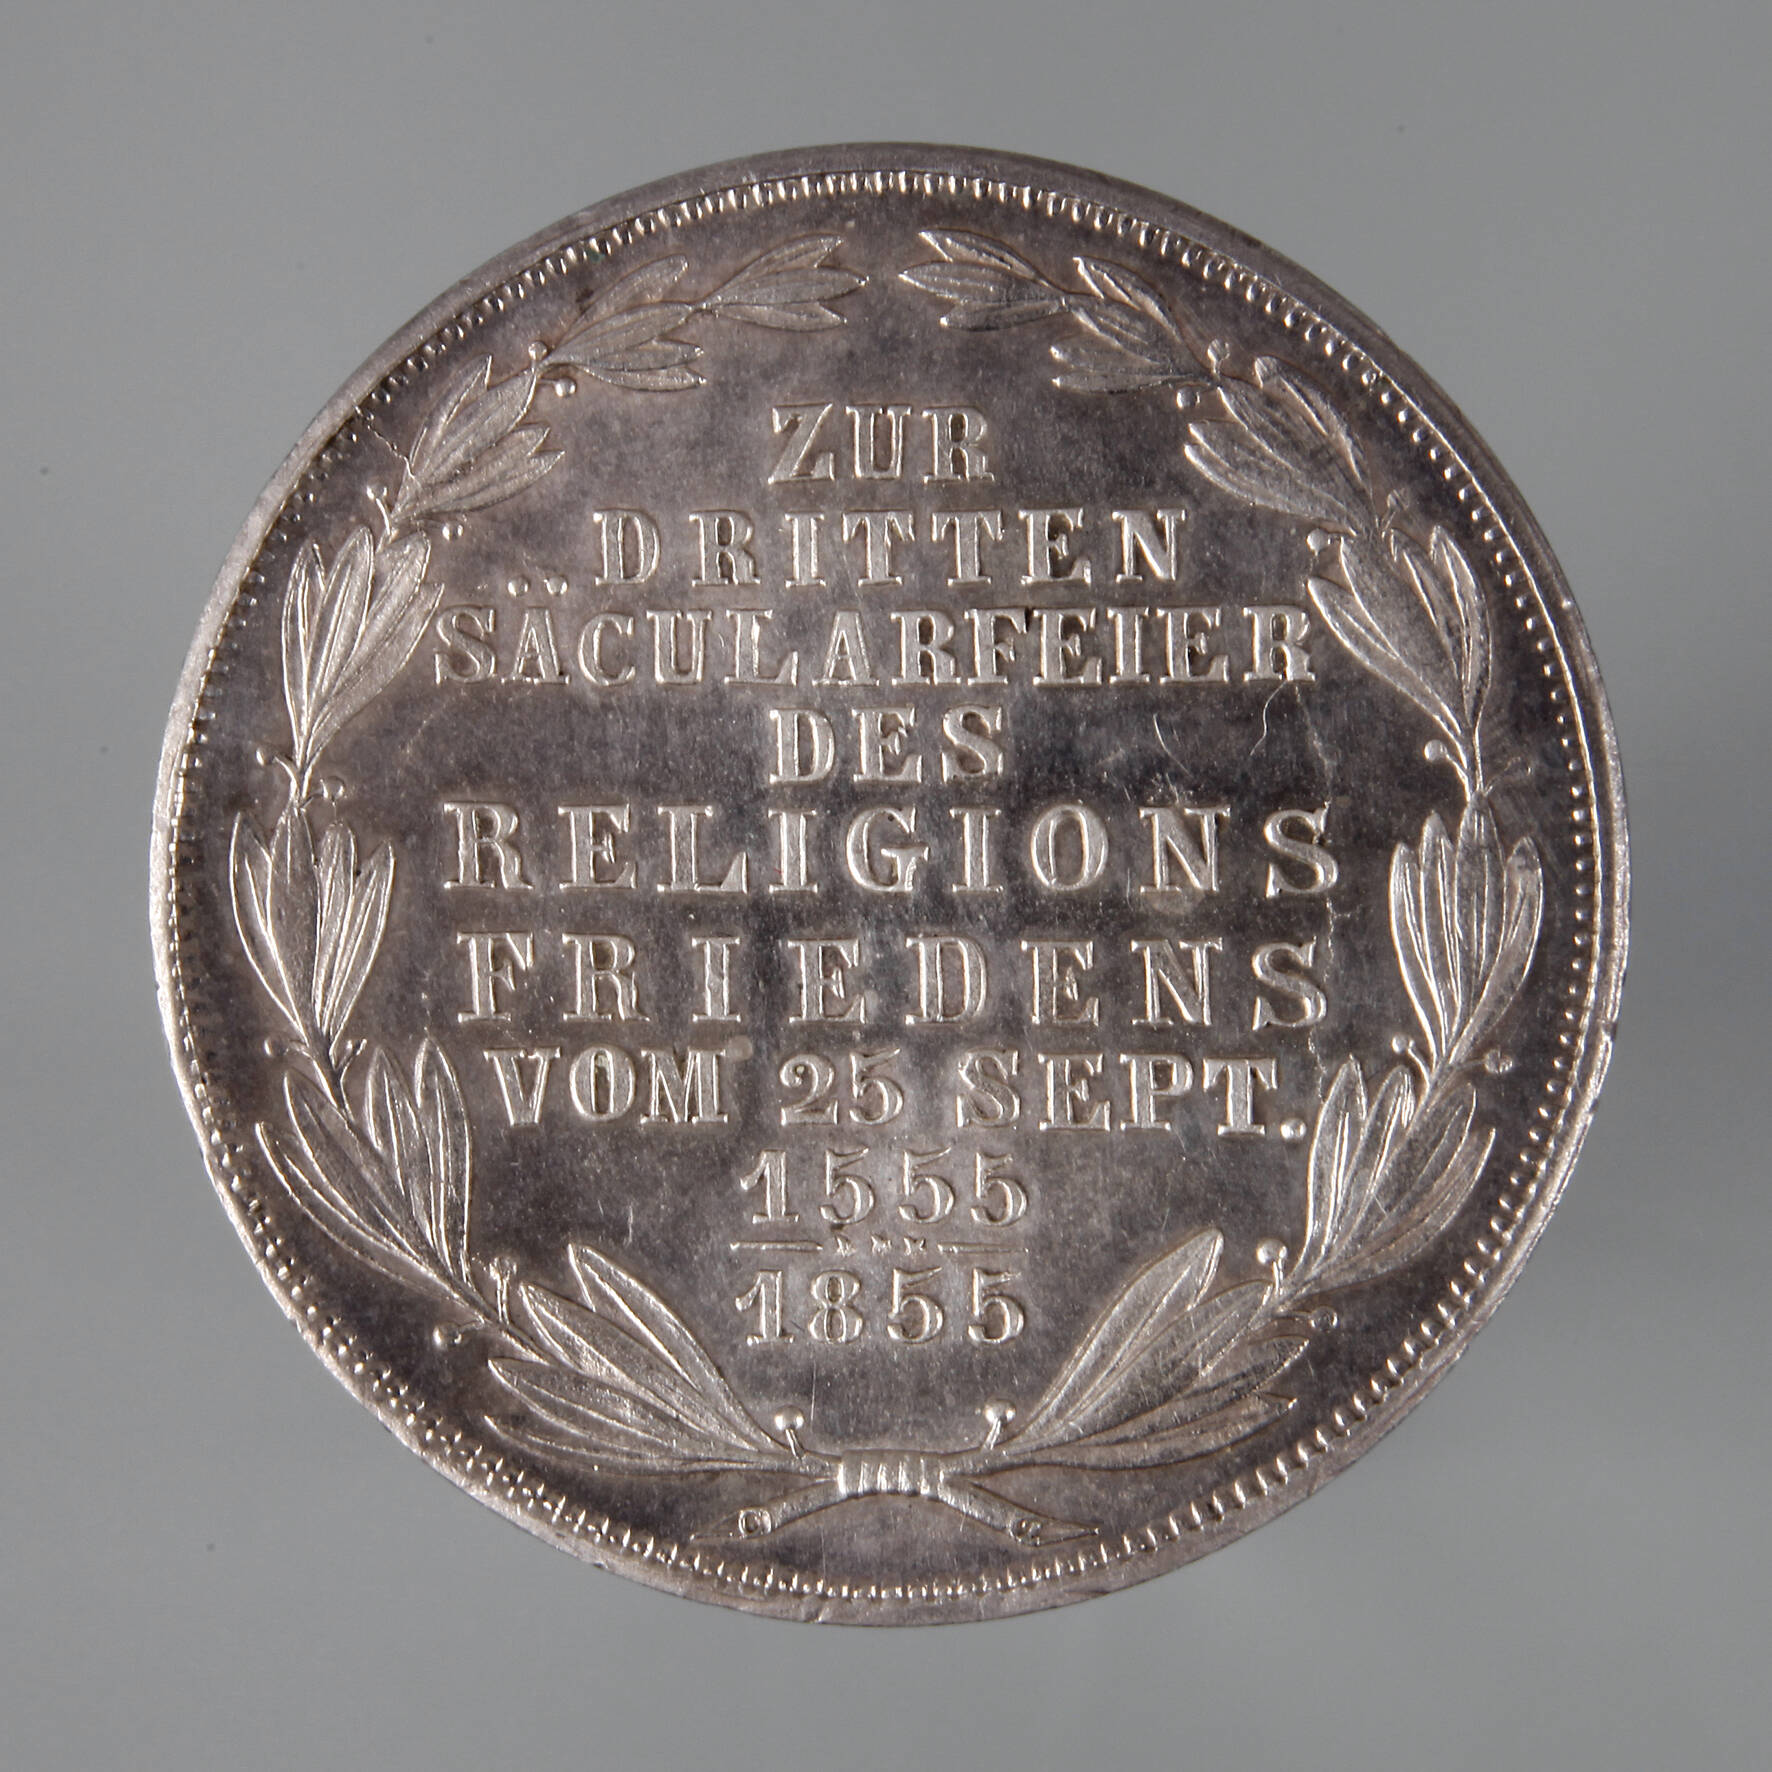 ZUR
DRITTEN
SÄCULARFEIER
DES
RELIGIONS
FRIEDENS
VOM 25 SEPT.
1555
1855